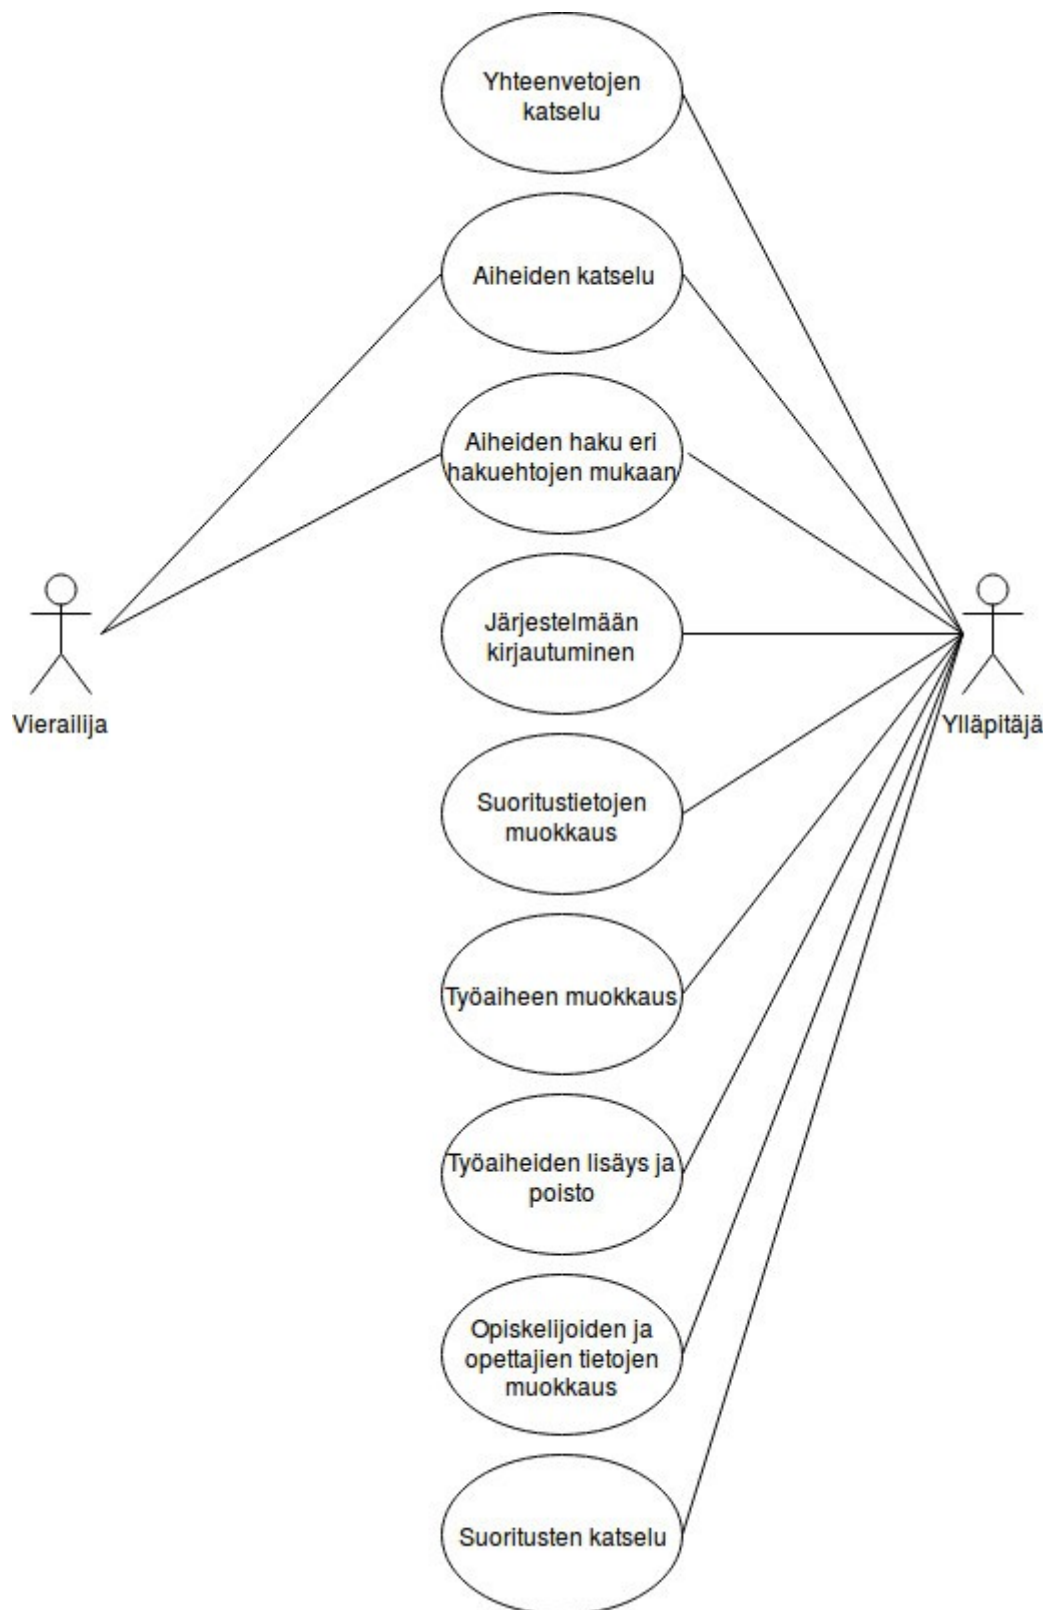 Yhteenvetojen
katselu
Aiheiden katselu
Aiheiden haku eri
hakuehtojen mukaan
Järjestelmään
kirjautuminen
Vierailija
Ylläpitäjä
Suoritustietojen
muokkaus
Työaiheen muokkaus
Työaiheiden lisäys ja
poisto
Opiskelijoiden ja
opettajien tietojen
muokkaus
Suoritusten katselu